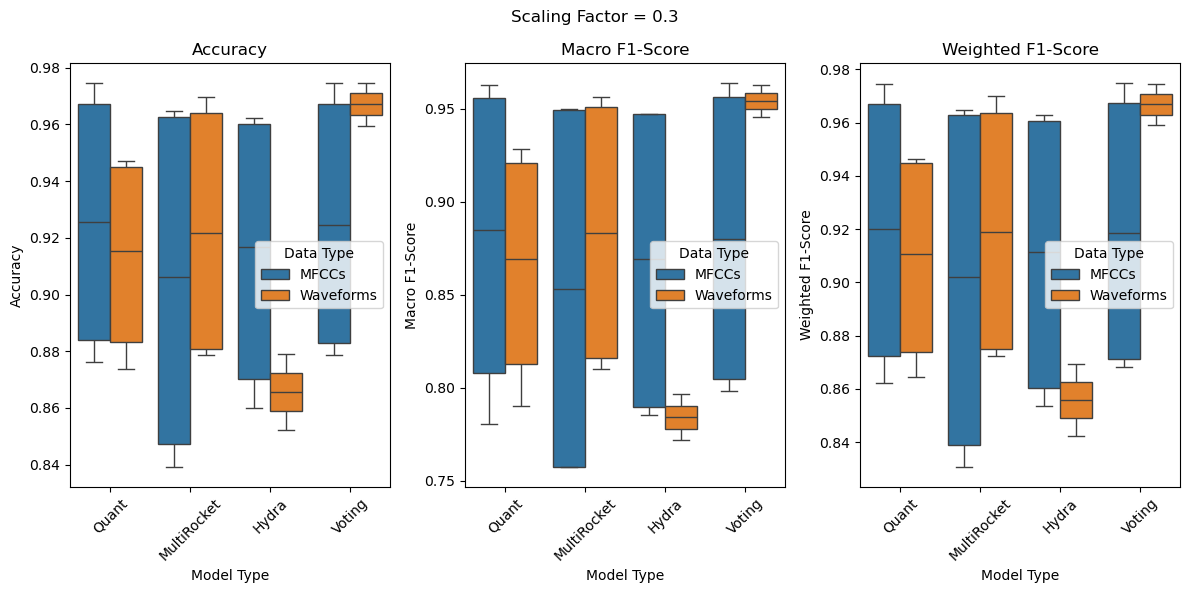 Scaling Factor = 0.3
Accuracy
0.98
0.96
0.94
0.92
0.90
0.88
0.86
0.84
Accuracy
Data Type
MFCCs
Waveforms
Quant
MultiRocket
Hydra
Voting
Model Type
Macro F1-Score
0.95
0.90
0.85
0.80
0.75
Macro F1-Score
Data Type
MFCCs
Waveforms
Quant
MultiRocket
Hydra
Voting
Model Type
Weighted F1-Score
0.98
0.96
0.94
0.92
0.90
0.88
0.86
0.84
Weighted F1-Score
Data Type
MFCCs
Waveforms
Quant
MultiRocket
Hydra
Voting
Model Type